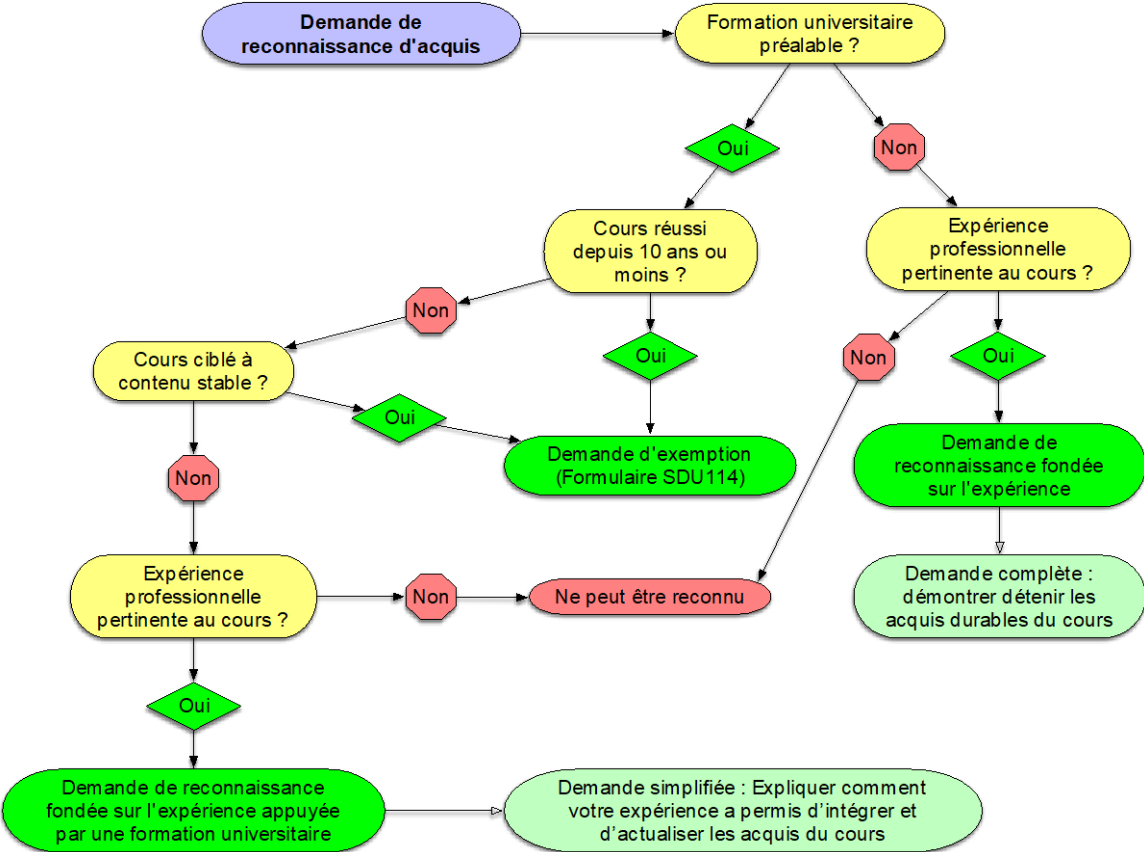 Demande de
reconnaissance d'acquis
Formation universitaire
préalable ?
Oui
Non
Cours réussi
depuis 10 ans ou
moins ?
Expérience
professionnelle
pertinente au cours ?
Non
Oui
Non
Oui
Cours ciblé à
contenu stable ?
Oui
Non
Demande d'exemption
(Formulaire SDU114)
Demande de
reconnaissance fondée
sur l'expérience
Expérience
professionnelle
pertinente au cours ?
Non
Ne peut être reconnu
Demande complète :
démontrer détenir les
acquis durables du cours
Oui
Demande de reconnaissance
fondée sur l'expérience appuyée
par une formation universitaire
Demande simplifiée : Expliquer comment
votre expérience a permis d’intégrer et
d’actualiser les acquis du cours